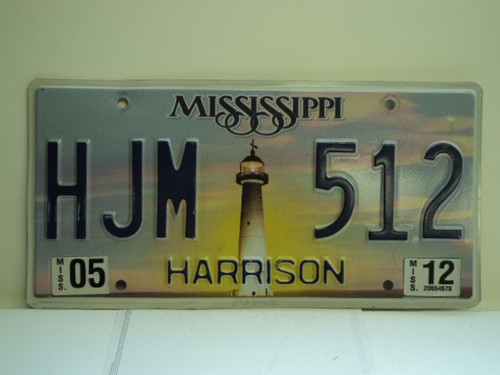 MISSISSIPPI
HJM 512
MISS. 05
HARRISON
MISS. 12